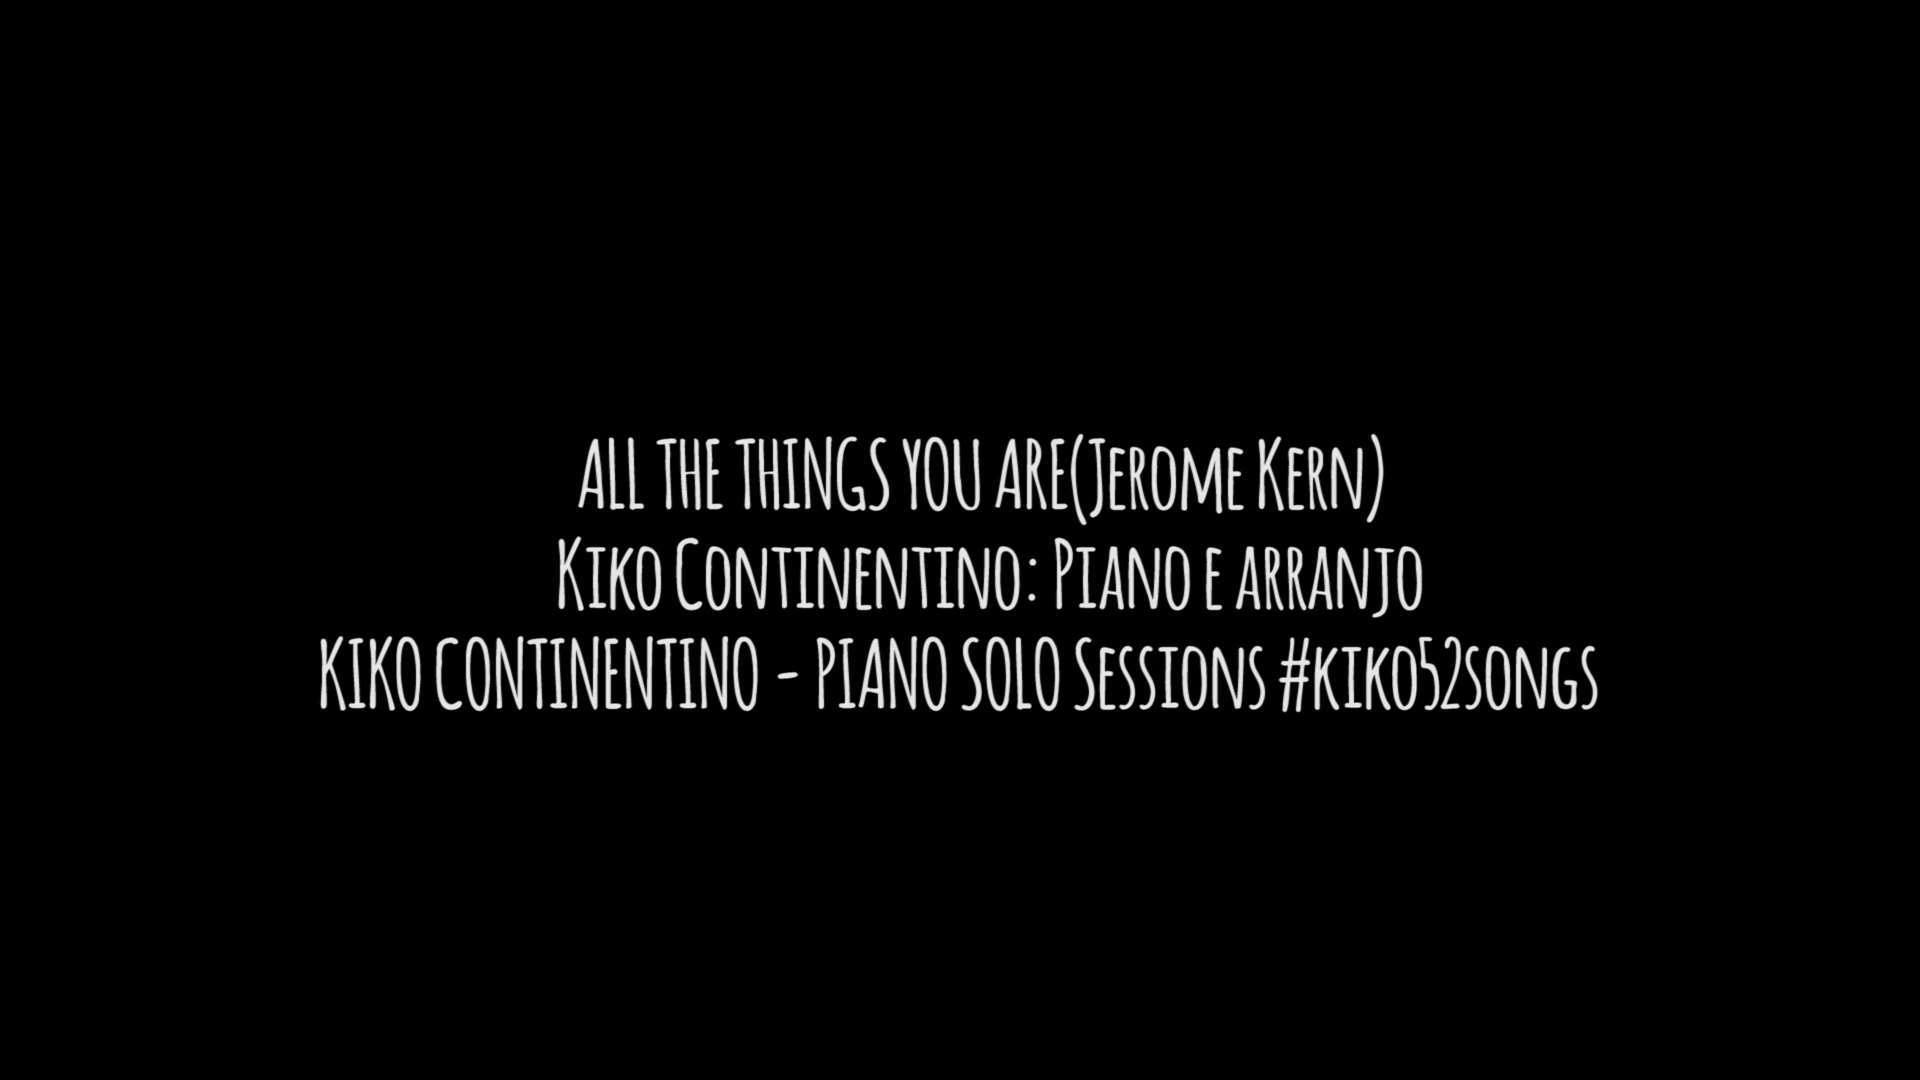 ALL THE THINGS YOU ARE(Jerome Kern)
Kiko Continentino: Piano e arranjo
KIKO CONTINENTINO - PIANO SOLO Sessions #kiko52songs